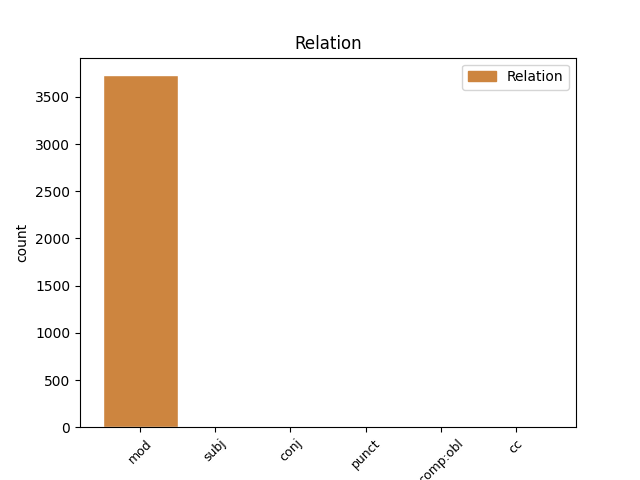 Relation
Relation
3500
3000
2500
2000
1500
1000
500
0
count
mod
subj
conj
punct
comp:obl
cc